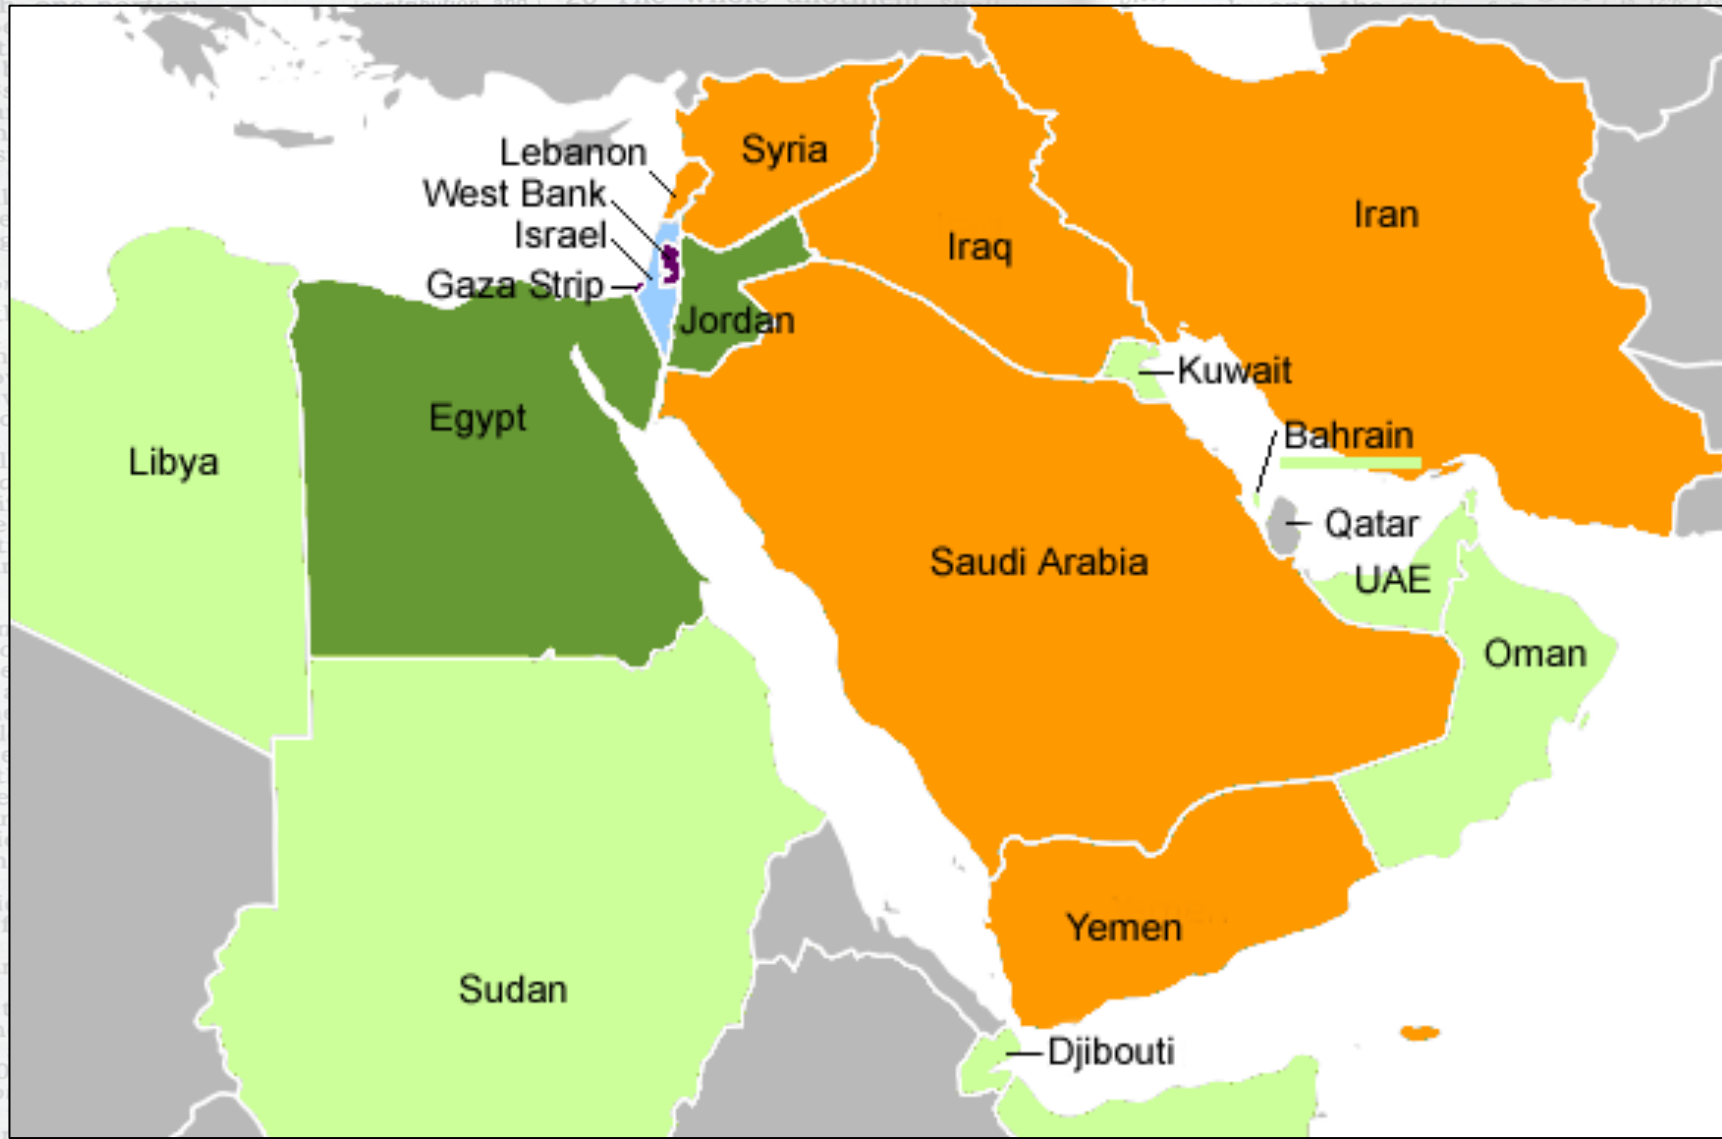 Lebanon
Syria
West Bank
Iran
Israel
Iraq
Gaza Strip
Jordan
Kuwait
Egypt
Bahrain
Libya
Qatar
Saudi Arabia
UAE
Oman
Yemen
Sudan
Djibouti